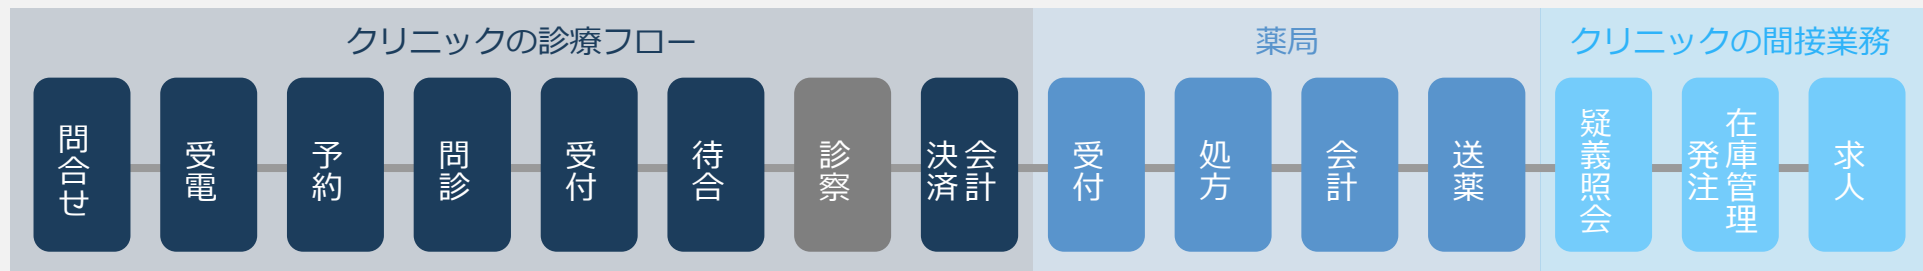 クリニックの診療フロー
薬局
クリニックの間接業務
問合せ
受電
予約
問診
受付
待合
診察
会計
決済
受付
処方
会計
送薬
疑義照会
在庫管理
発注
求人